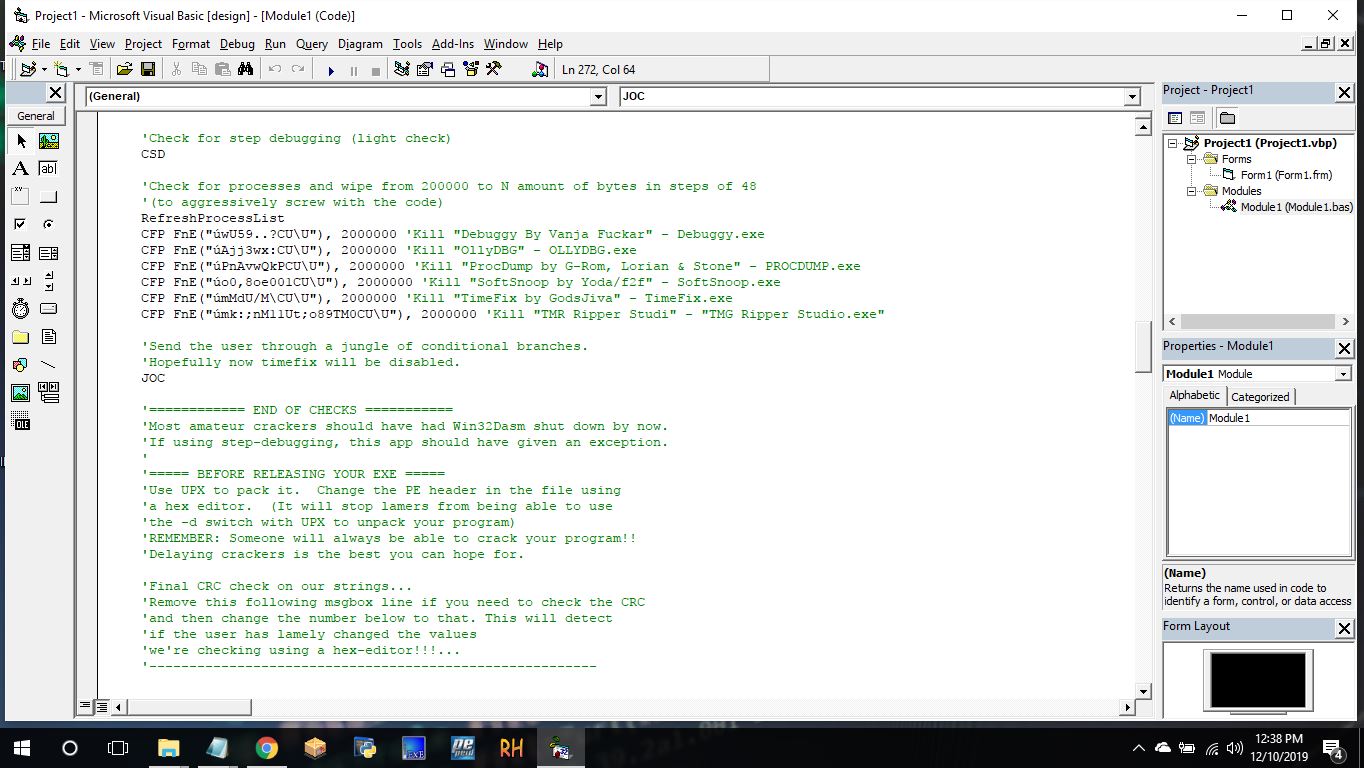 Project1 - Microsoft Visual Basic [design] - [Module1 (Code)]
File Edit View Project Format Debug Run Query Diagram Tools Add-Ins Window Help
Ln 272, Col 64
General
(General)
JOC
'Check for step debugging (light check)
CSD
'Check for processes and wipe from 200000 to N amount of bytes in steps of 48
'(to aggressively screw with the code)
RefreshProcessList
CFP FnE("úwU59..?CU\U"), 2000000 'Kill "Debuggy By Vanja Fuckar" - Debuggy.exe
CFP FnE("úAjj3wx:CU\U"), 2000000 'Kill "OllyDBG" - OLLYDBG.exe
CFP FnE("úPnAvwQkPCU\U"), 2000000 'Kill "ProcDump by G-Rom, Lorian & Stone" - PROCDUMP.exe
CFP FnE("úo0,8oe001CU\U"), 2000000 'Kill "SoftSnoop by Yoda/f2f" - SoftSnoop.exe
CFP FnE("úmMdU/M\CU\U"), 2000000 'Kill "TimeFix by GodsJiva" - TimeFix.exe
CFP FnE("úmk:;nM11Ut;o89TM0CU\U"), 2000000 'Kill "TMR Ripper Studi" - "TMG Ripper Studio.exe"
'Send the user through a jungle of conditional branches.
'Hopefully now timefix will be disabled.
JOC
'============ END OF CHECKS ===========
'Most amateur crackers should have had Win32Dasm shut down by now.
'If using step-debugging, this app should have given an exception.
'
'===== BEFORE RELEASING YOUR EXE =====
'Use UPX to pack it.  Change the PE header in the file using
'a hex editor.  (It will stop lamers from being able to use
'the -d switch with UPX to unpack your program)
'REMEMBER: Someone will always be able to crack your program!!
'Delaying crackers is the best you can hope for.
'Final CRC check on our strings...
'Remove this following msgbox line if you need to check the CRC
'and then change the number below to that. This will detect
'if the user has lamely changed the values
'we're checking using a hex-editor!!!...
'--------------------------------------------------------
Project - Project1
Project1 (Project1.vbp)
Forms
Form1 (Form1.frm)
Modules
Module1 (Module1.bas)
Properties - Module1
Module1 Module
Alphabetic Categorized
(Name) Module1
(Name)
Returns the name used in code to
identify a form, control, or data access
Form Layout
A ab|
XY
OLE
EXE
PE
RH
12:38 PM
12/10/2019
4